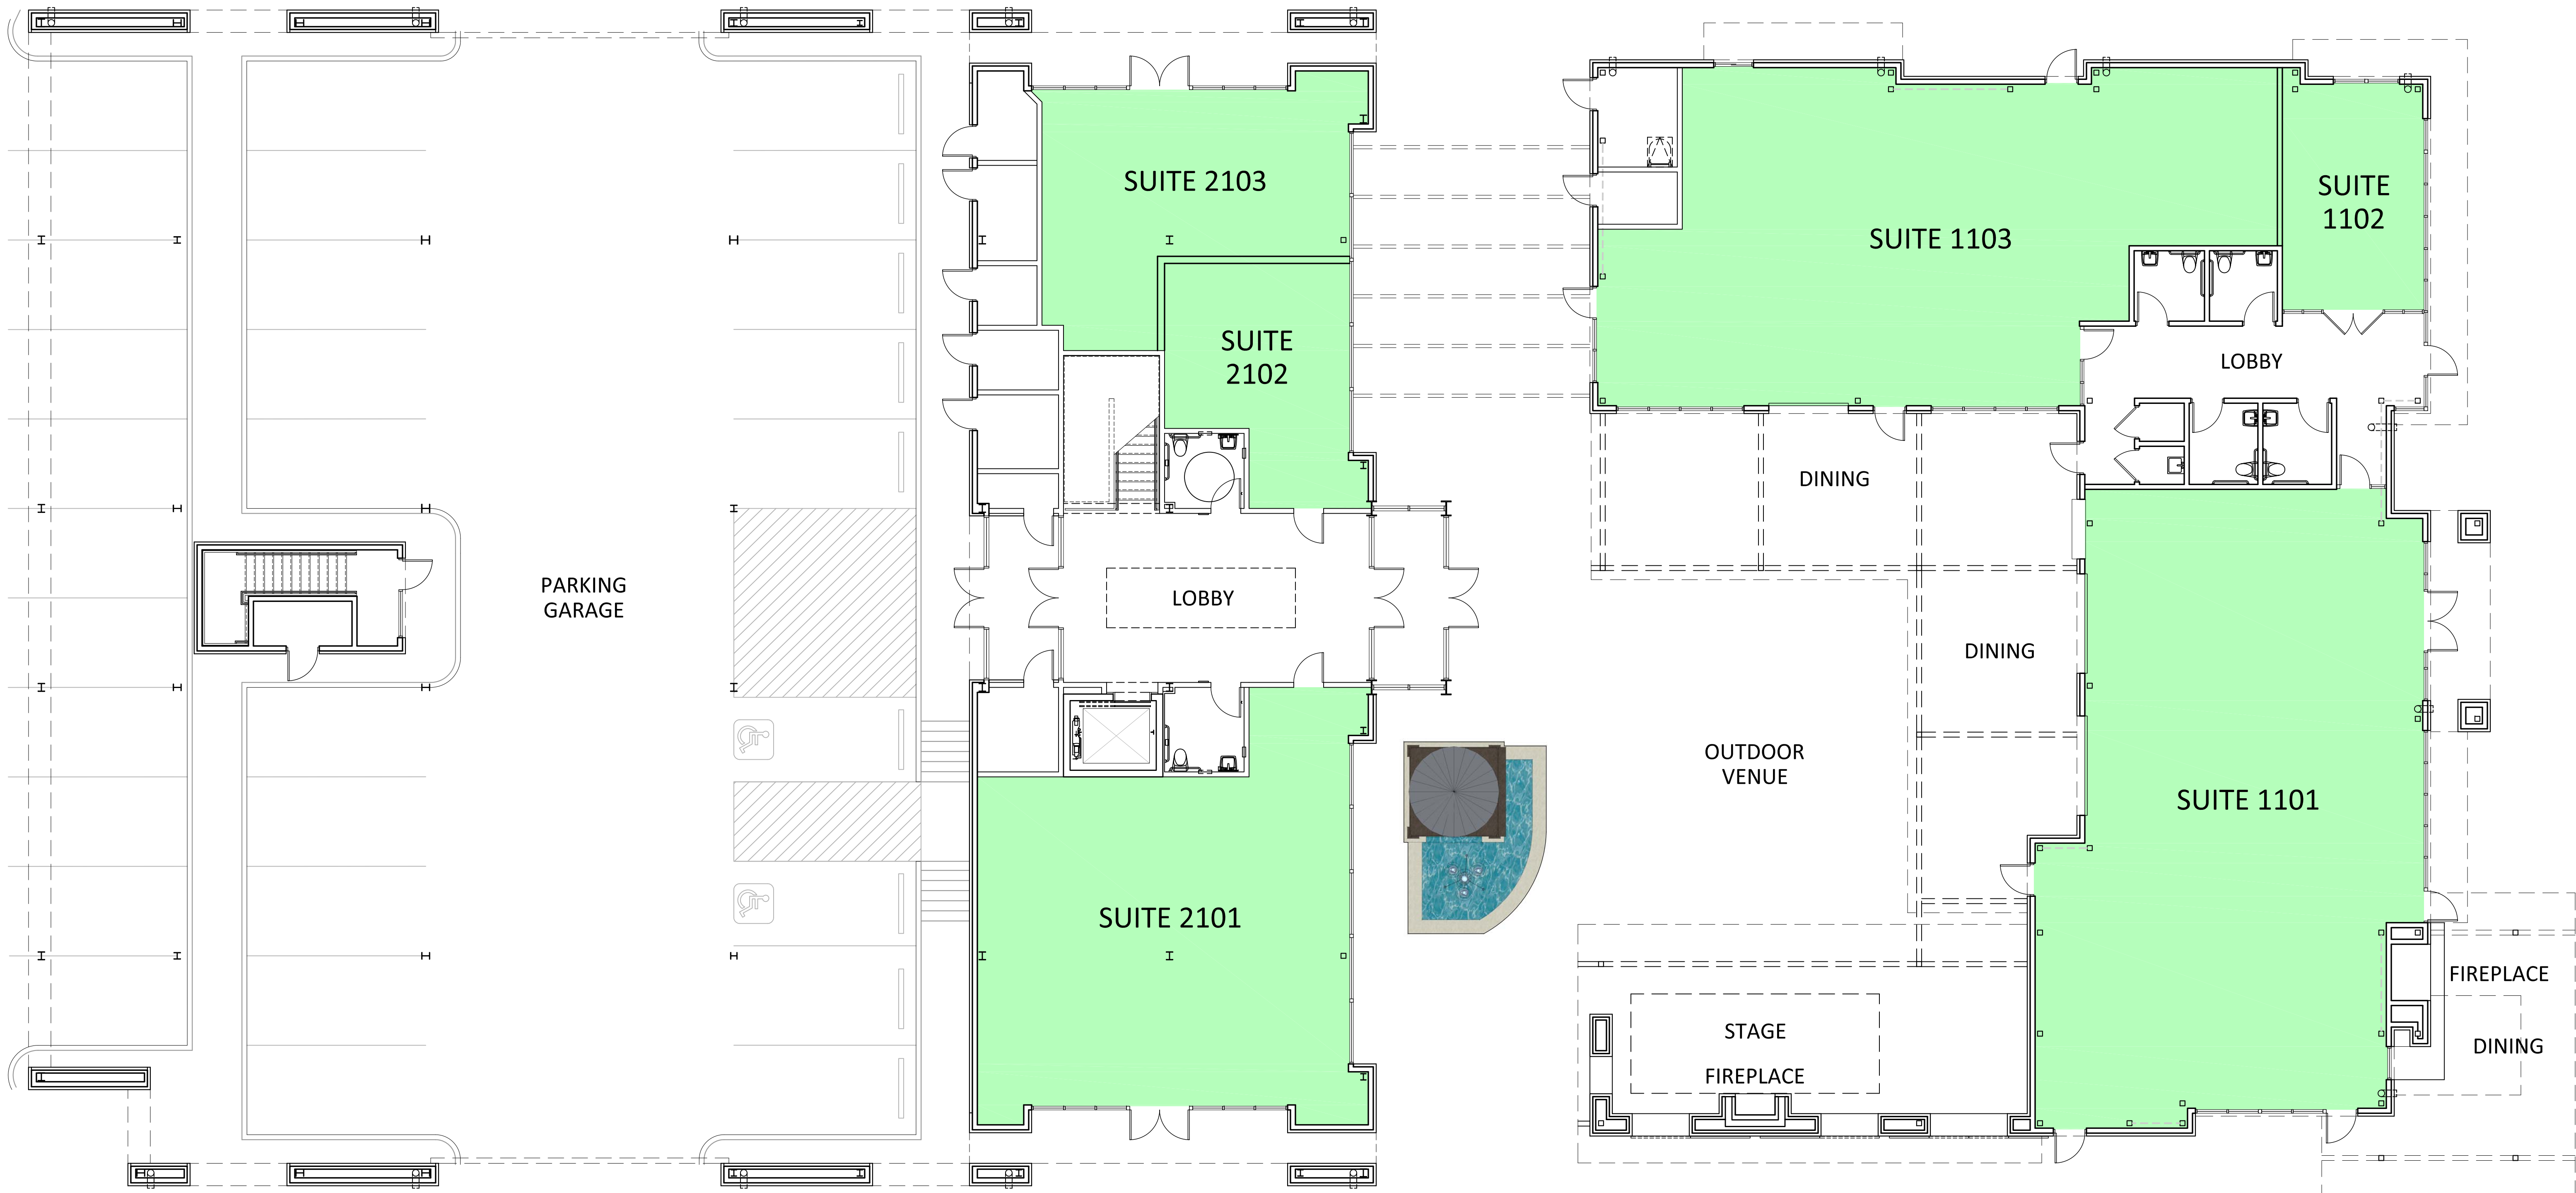 SUITE 2103
SUITE
2102
PARKING
GARAGE
LOBBY
SUITE 2101
SUITE 1103
SUITE
1102
LOBBY
DINING
DINING
OUTDOOR
VENUE
SUITE 1101
STAGE
FIREPLACE
FIREPLACE
DINING